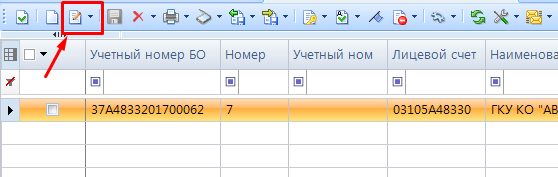 Учетный номер БО Номер Учетный ном Лицевой счет Наименова
37А4833201700062 7 03105А48330 ГКУ КО "АВ